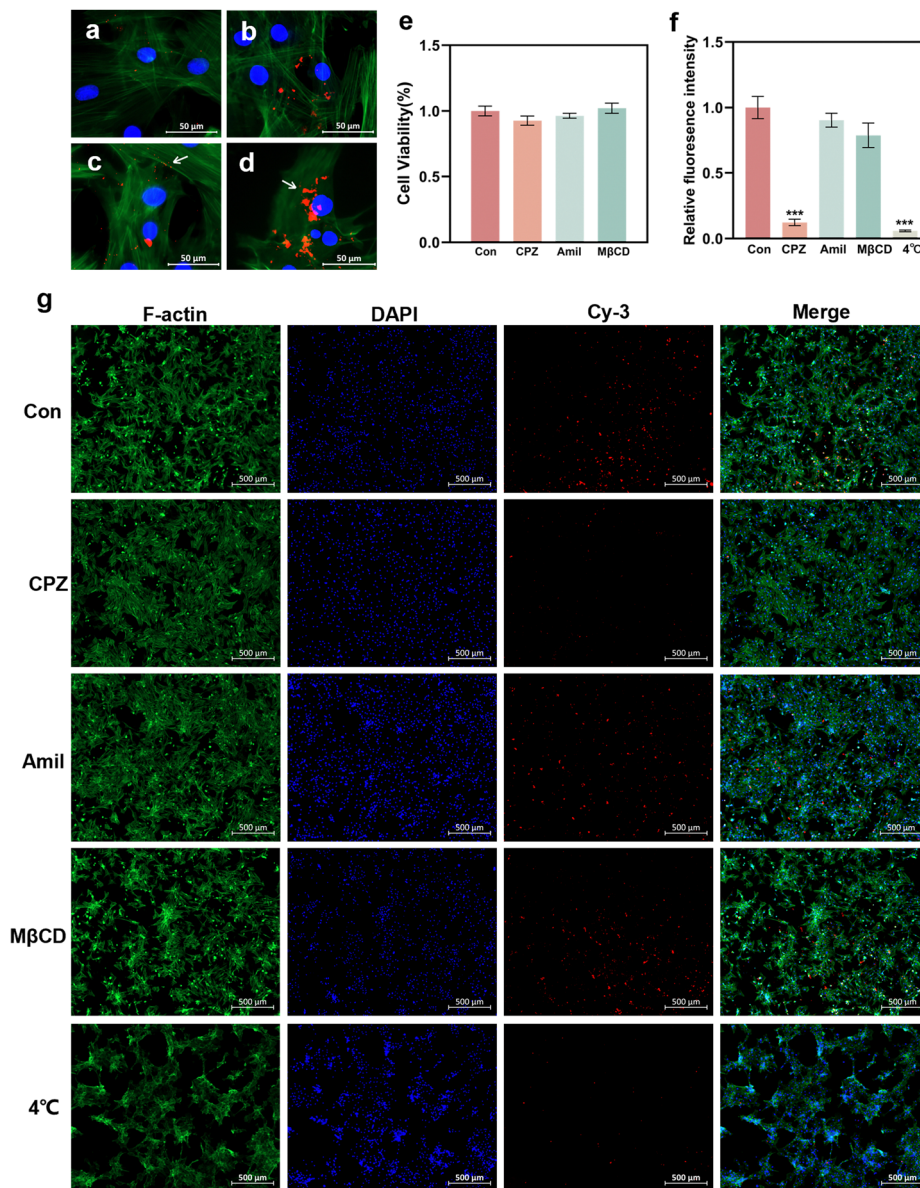 a
b
50 μm
50 μm
c
d
50 μm
50 μm
e
Cell Viability(%)
1.5
1.0
0.5
0.0
Con CPZ Amil MβCD
f
Relative fluoresence intensity
1.5
1.0
0.5
0.0
***
***
Con CPZ Amil MβCD 4℃
g
F-actin DAPI Cy-3 Merge
Con
500 μm 500 μm 500 μm 500 μm
CPZ
500 μm 500 μm 500 μm 500 μm
Amil
500 μm 500 μm 500 μm 500 μm
MβCD
500 μm 500 μm 500 μm 500 μm
4℃
500 μm 500 μm 500 μm 500 μm